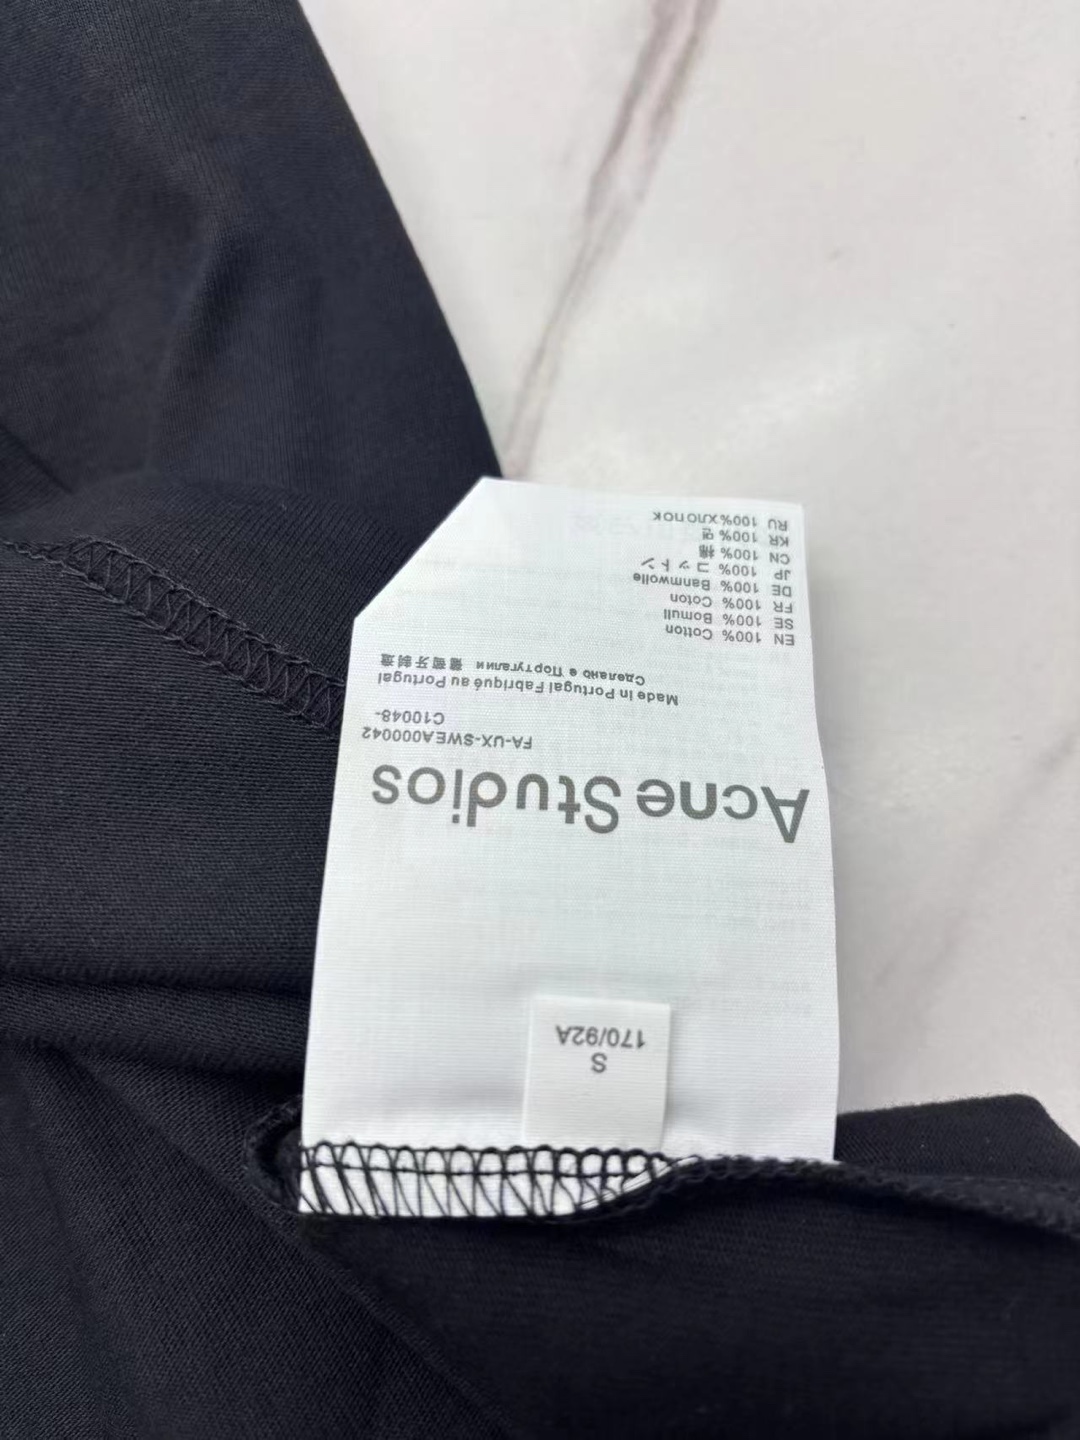 S
170/92A
Acne Studios
FA-UX-SWEA000042
C10048-
Made in Portugal Fabriqué au Portugal
Сделано в Португалии 葡萄牙制造
EN 100% Cotton
SE 100% Bomull
FR 100% Coton
DE 100% Banmwolle
JP 100% コットン
CN 100% 棉
KR 100% 면
RU 100% хлопок